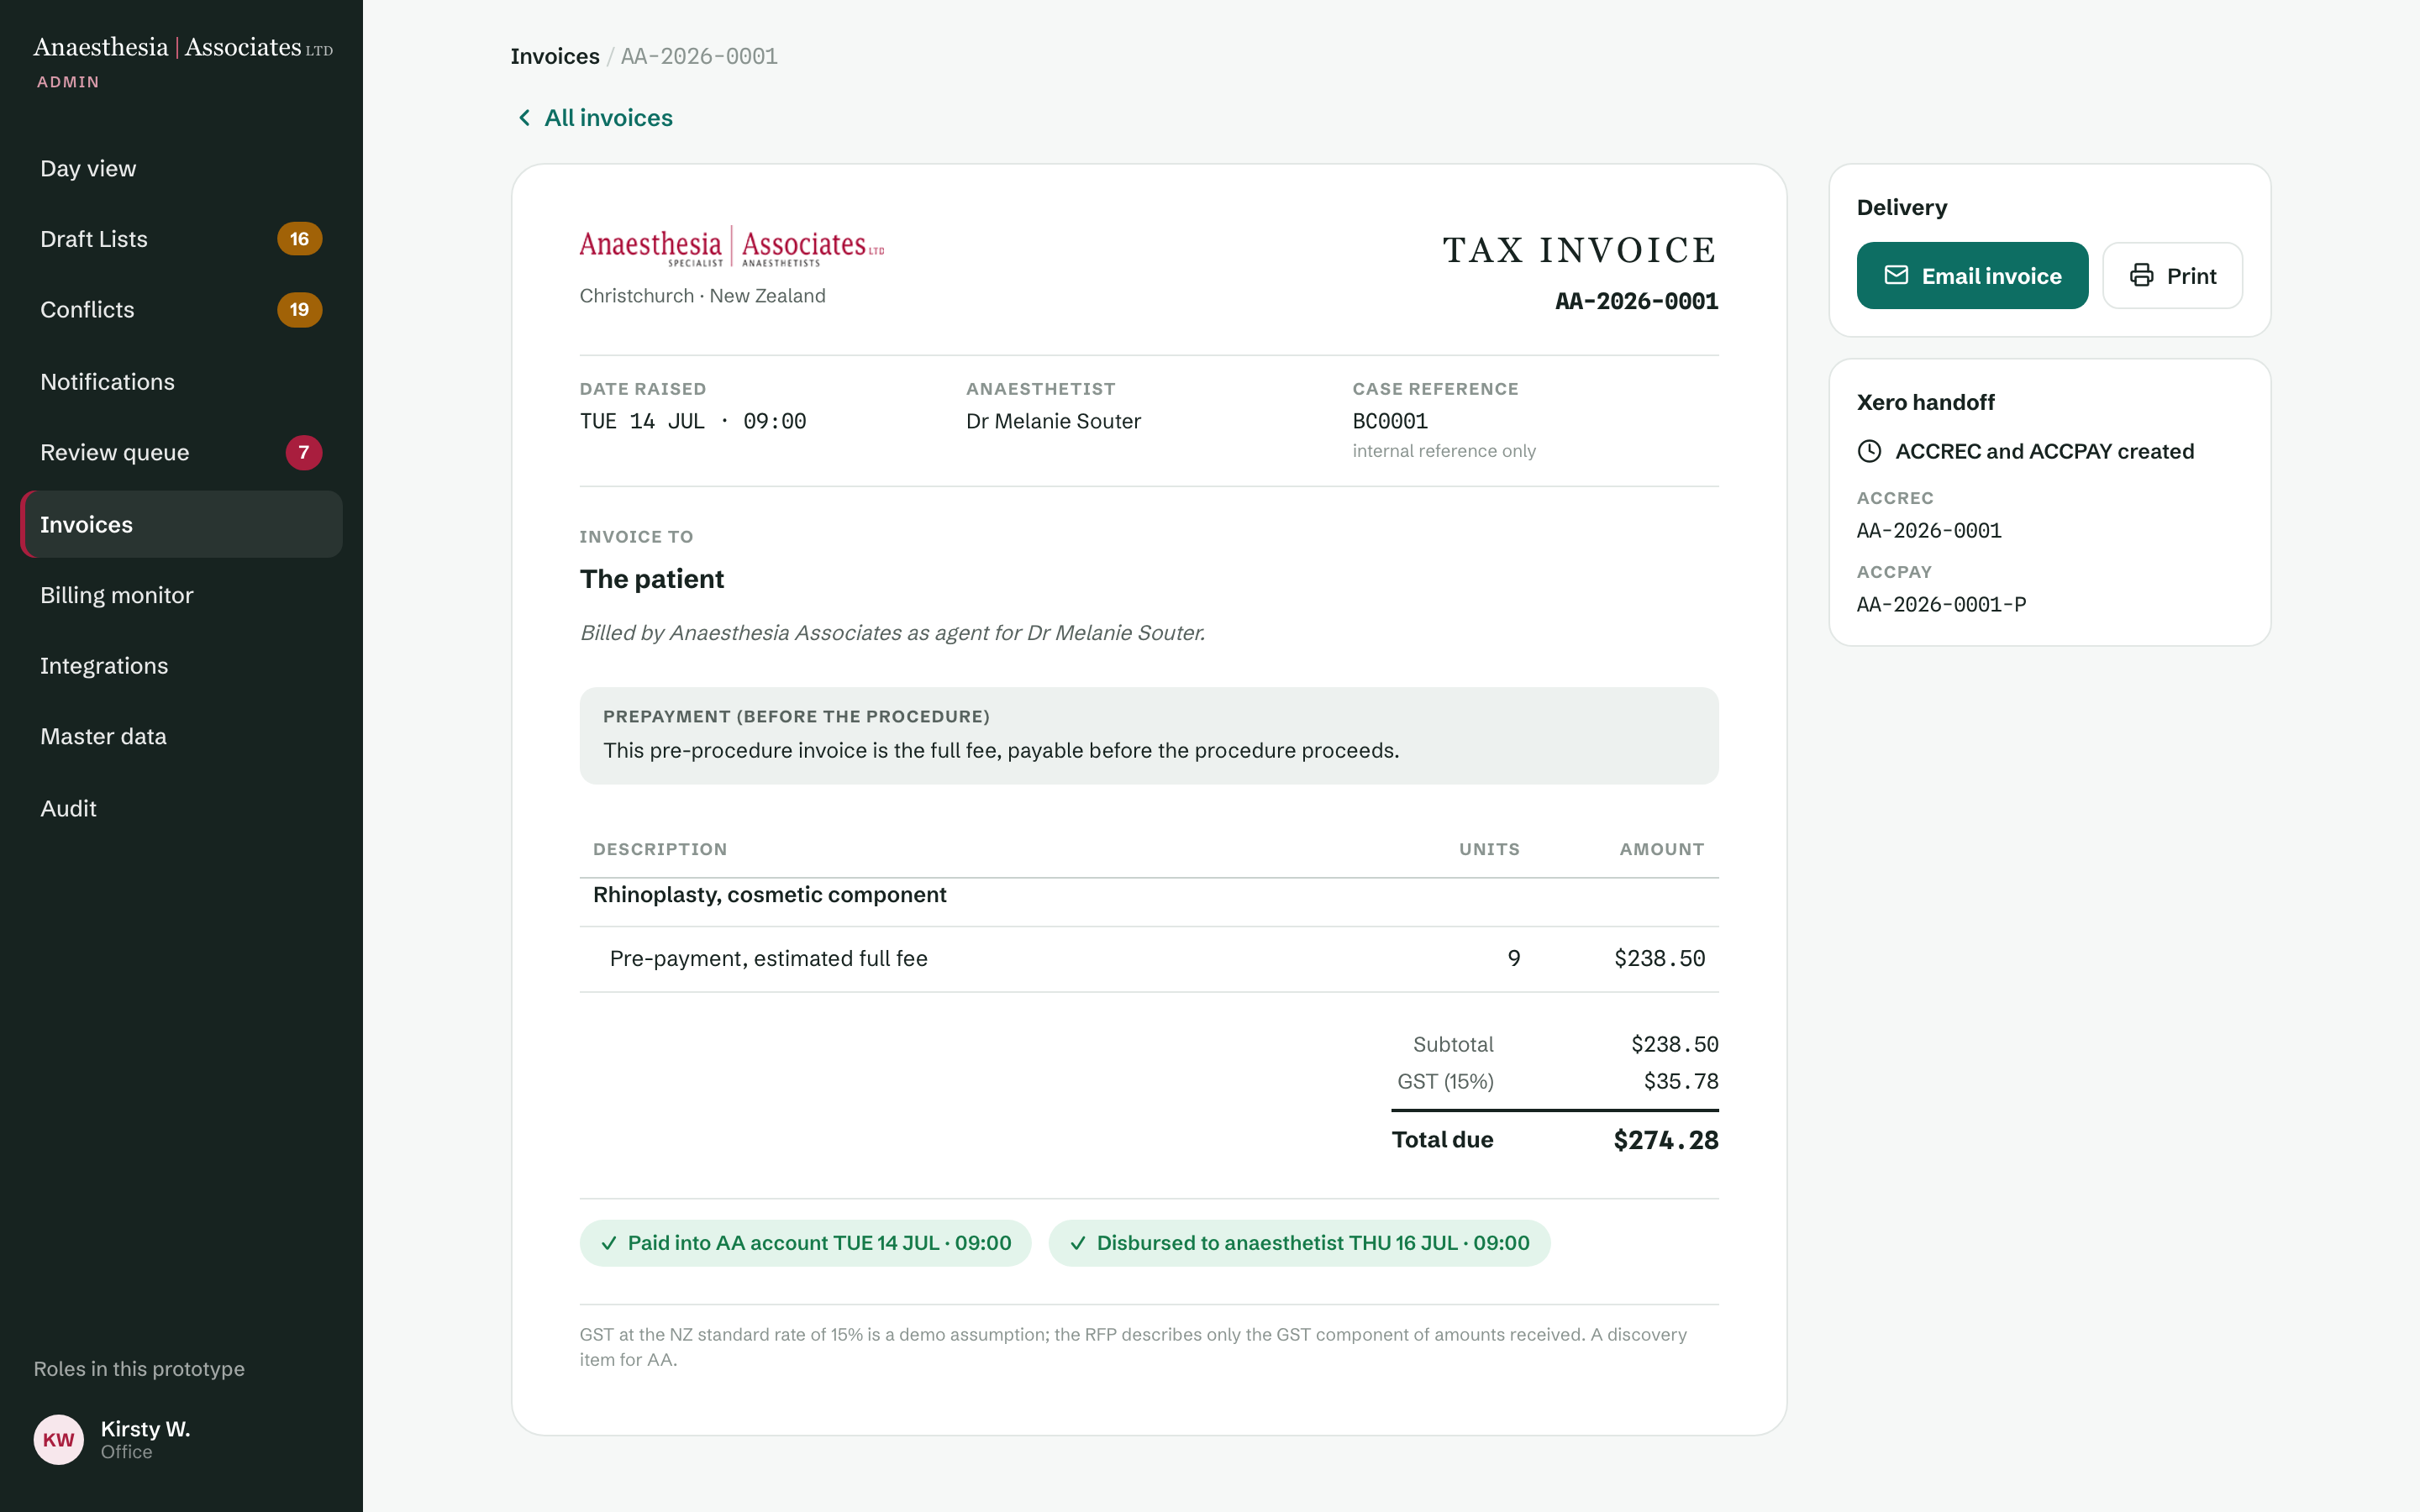 Anaesthesia | Associates LTD
ADMIN
Day view
Draft Lists 16
Conflicts 19
Notifications
Review queue 7
Invoices
Billing monitor
Integrations
Master data
Audit
Roles in this prototype
KW
Kirsty W.
Office
Invoices / AA-2026-0001
All invoices
Anaesthesia | Associates LTD
SPECIALIST ANAESTHETISTS
Christchurch · New Zealand
TAX INVOICE
AA-2026-0001
DATE RAISED
TUE 14 JUL · 09:00
ANAESTHETIST
Dr Melanie Souter
CASE REFERENCE
BC0001
internal reference only
INVOICE TO
The patient
Billed by Anaesthesia Associates as agent for Dr Melanie Souter.
PREPAYMENT (BEFORE THE PROCEDURE)
This pre-procedure invoice is the full fee, payable before the procedure proceeds.
DESCRIPTION UNITS AMOUNT
Rhinoplasty, cosmetic component
Pre-payment, estimated full fee 9 $238.50
Subtotal $238.50
GST (15%) $35.78
Total due $274.28
Paid into AA account TUE 14 JUL · 09:00
Disbursed to anaesthetist THU 16 JUL · 09:00
GST at the NZ standard rate of 15% is a demo assumption; the RFP describes only the GST component of amounts received. A discovery
item for AA.
Delivery
Email invoice
Print
Xero handoff
ACCREC and ACCPAY created
ACCREC
AA-2026-0001
ACCPAY
AA-2026-0001-P